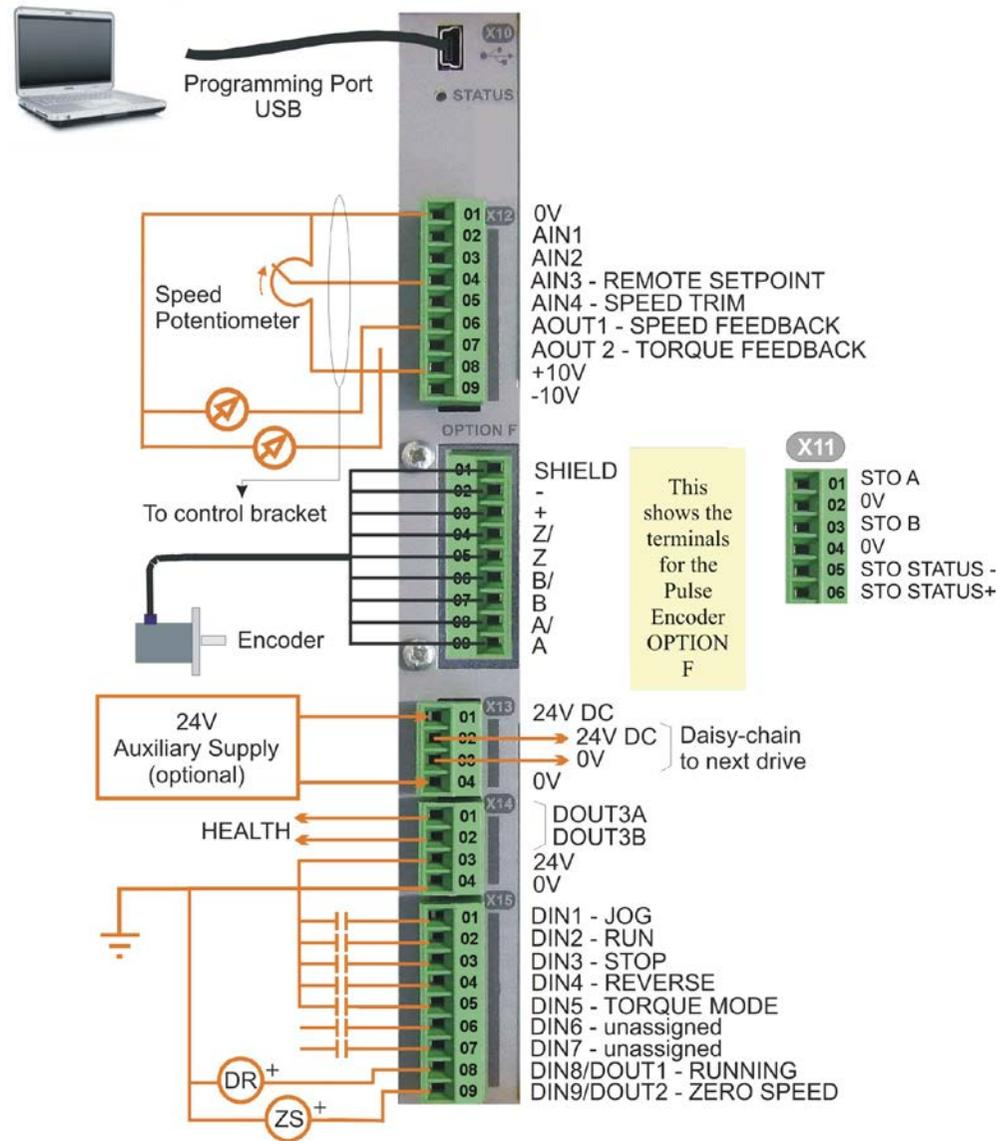 X10
Programming Port
USB
STATUS
01 X12 0V
02 AIN1
03 AIN2
04 AIN3 - REMOTE SETPOINT
05 AIN4 - SPEED TRIM
06 AOUT1 - SPEED FEEDBACK
07 AOUT 2 - TORQUE FEEDBACK
08 +10V
09 -10V
Speed
Potentiometer
OPTION F
To control bracket
01 SHIELD
02 -
03 +
04 Z/
05 Z
06 B/
07 B
08 A/
09 A
Encoder
This
shows the
terminals
for the
Pulse
Encoder
OPTION
F
X11
01 STO A
02 0V
03 STO B
04 0V
05 STO STATUS -
06 STO STATUS+
24V
Auxiliary Supply
(optional)
X13
01 24V DC
02 24V DC
03 0V
04 0V
Daisy-chain
to next drive
X14
HEALTH
01 DOUT3A
02 DOUT3B
03 24V
04 0V
X15
01 DIN1 - JOG
02 DIN2 - RUN
03 DIN3 - STOP
04 DIN4 - REVERSE
05 DIN5 - TORQUE MODE
06 DIN6 - unassigned
07 DIN7 - unassigned
08 DIN8/DOUT1 - RUNNING
09 DIN9/DOUT2 - ZERO SPEED
DR +
ZS +